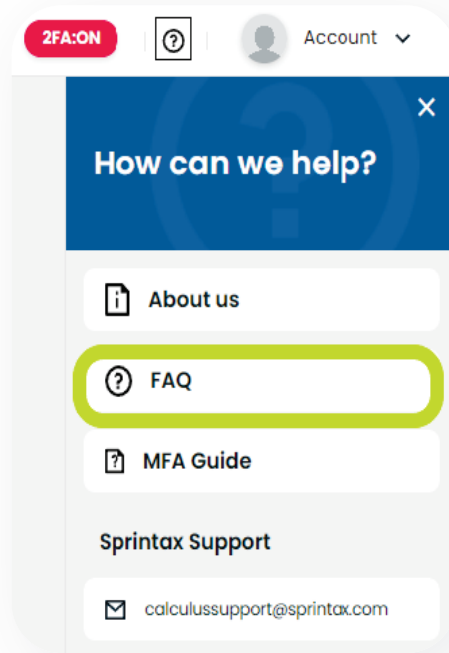 2FA:ON
Account
How can we help?
About us
FAQ
MFA Guide
Sprintax Support
calculussupport@sprintax.com